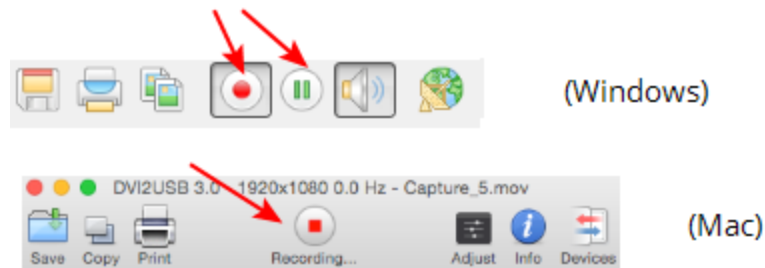 (Windows)
DVI2USB 3.0 - 1920x1080 0.0 Hz - Capture_5.mov
(Mac)
Save Copy Print Recording... Adjust Info Devices